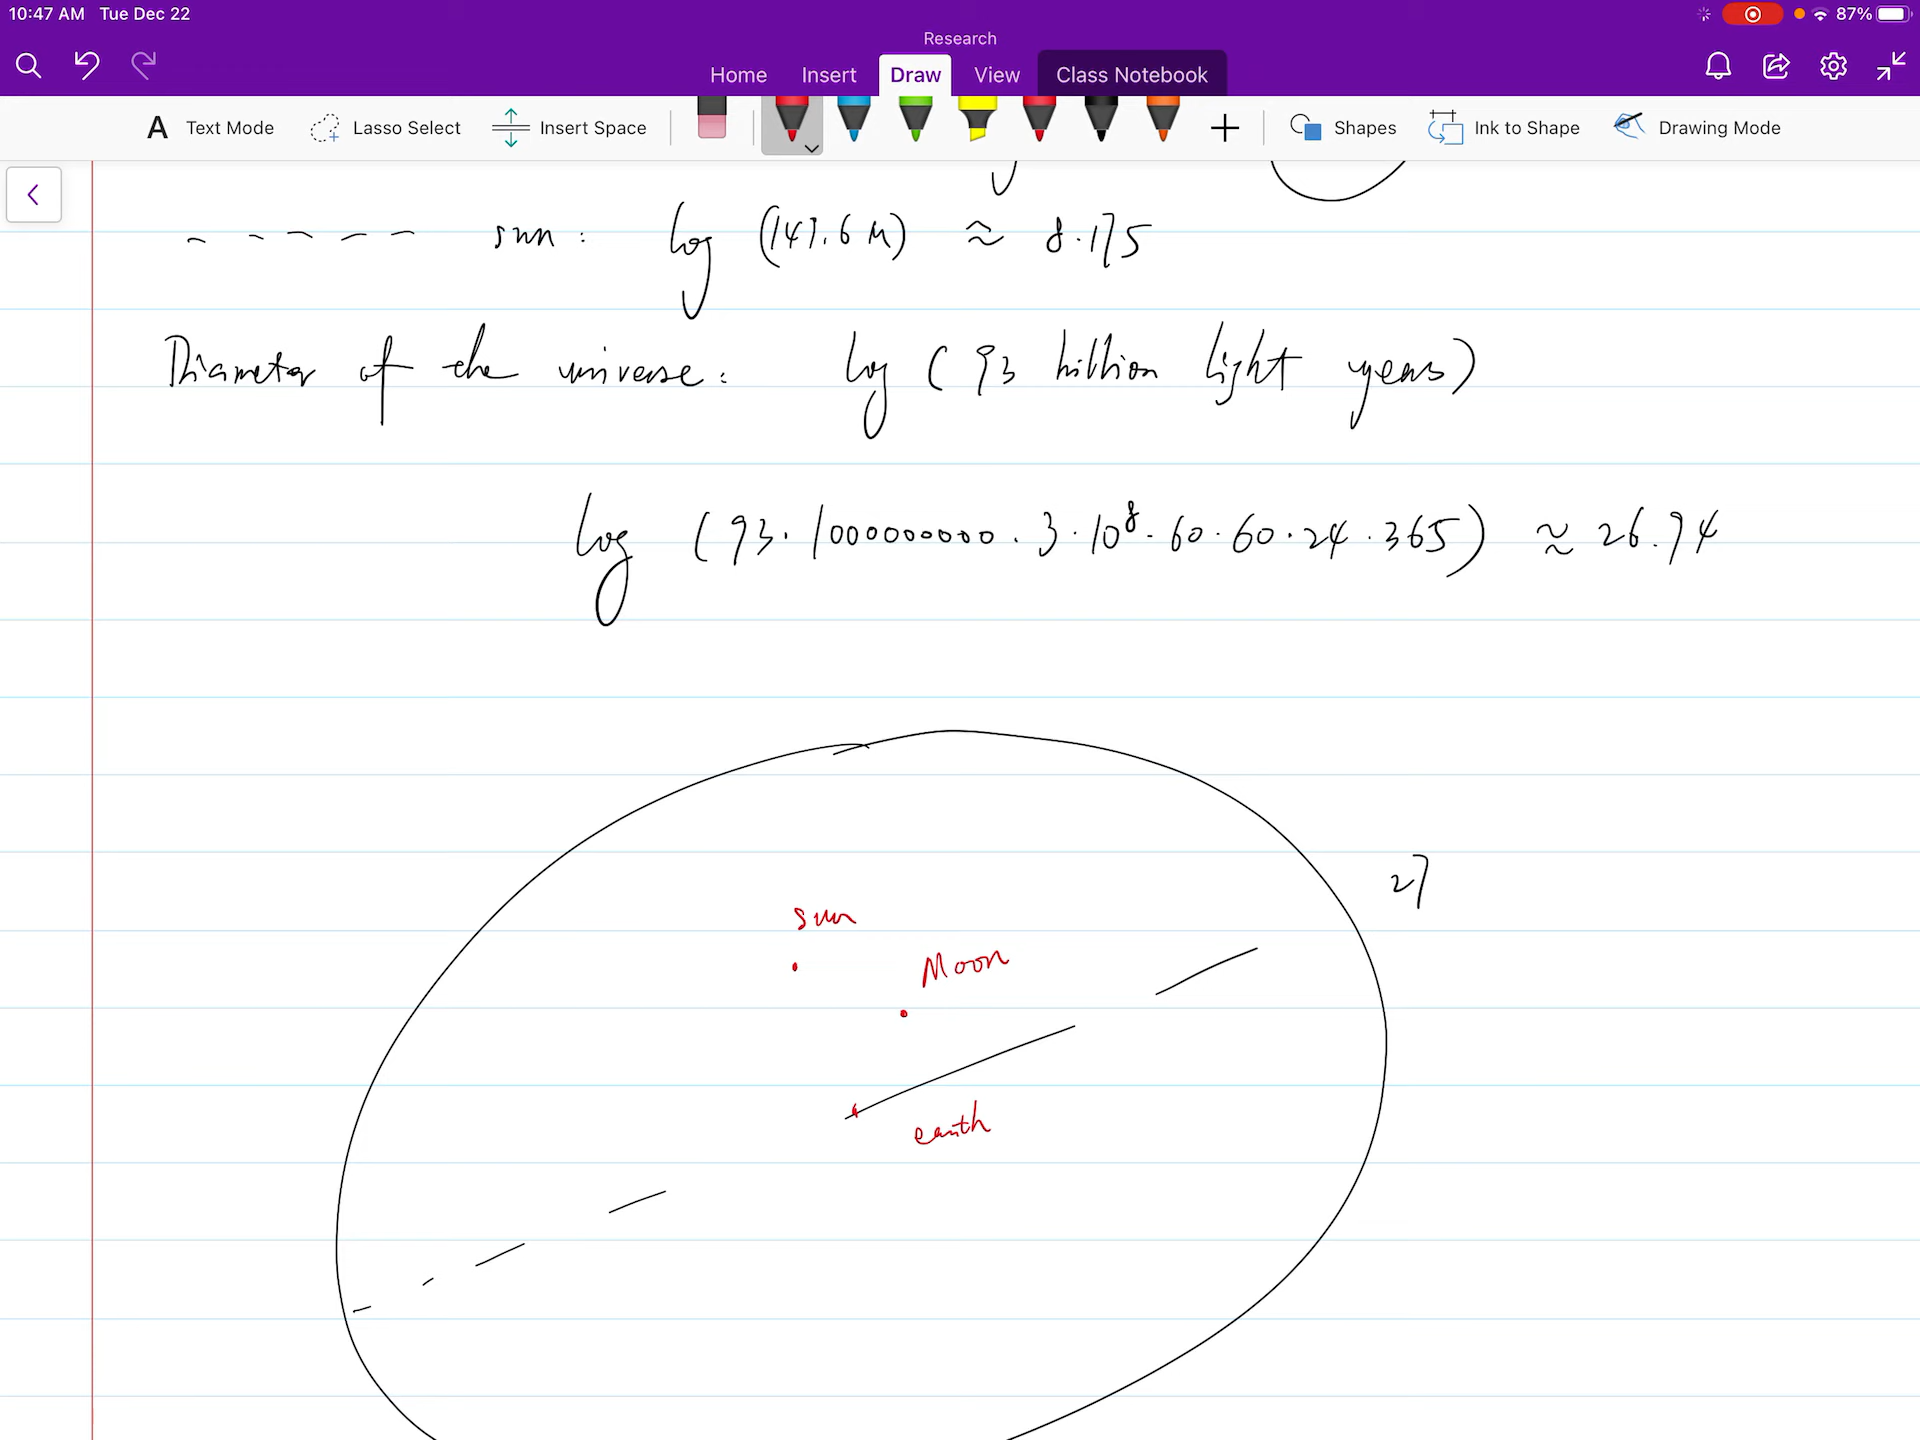 10:47 AM Tue Dec 22
87%
Research
Home Insert Draw View Class Notebook
A Text Mode Lasso Select Insert Space Shapes Ink to Shape Drawing Mode
- - - - - sun: log (149.6 M) ≈ 8.175
Diameter of the universe: log (93 billion light years)
log (93·1000000000·3·10⁸·60·60·24·365) ≈ 26.94
27
sun
Moon
earth